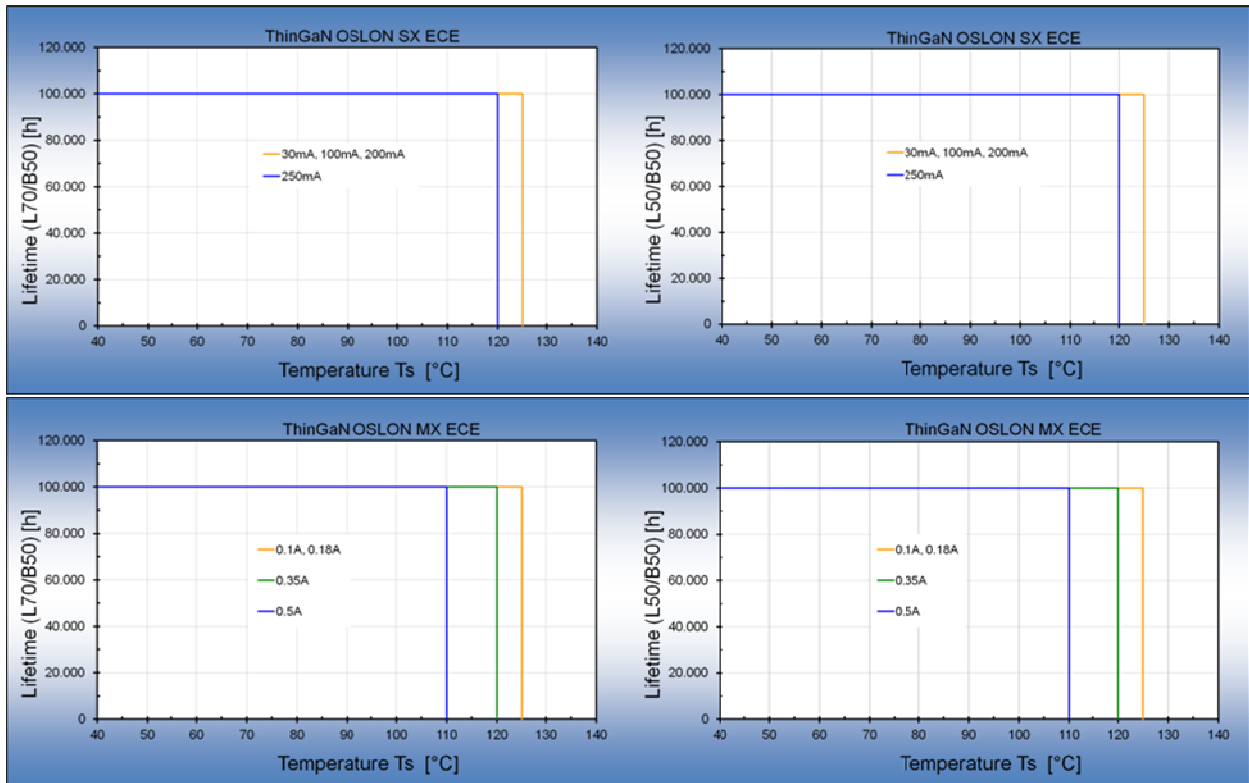 ThinGaN OSLON SX ECE
Lifetime (L70/B50) [h]
120.000
100.000
80.000
60.000
40.000
20.000
0
30mA, 100mA, 200mA
250mA
40 50 60 70 80 90 100 110 120 130 140
Temperature Ts [°C]
ThinGaN OSLON SX ECE
Lifetime (L50/B50) [h]
120.000
100.000
80.000
60.000
40.000
20.000
0
30mA, 100mA, 200mA
250mA
40 50 60 70 80 90 100 110 120 130 140
Temperature Ts [°C]
ThinGaN OSLON MX ECE
Lifetime (L70/B50) [h]
120.000
100.000
80.000
60.000
40.000
20.000
0
0.1A, 0.18A
0.35A
0.5A
40 50 60 70 80 90 100 110 120 130 140
Temperature Ts [°C]
ThinGaN OSLON MX ECE
Lifetime (L50/B50) [h]
120.000
100.000
80.000
60.000
40.000
20.000
0
0.1A, 0.18A
0.35A
0.5A
40 50 60 70 80 90 100 110 120 130 140
Temperature Ts [°C]